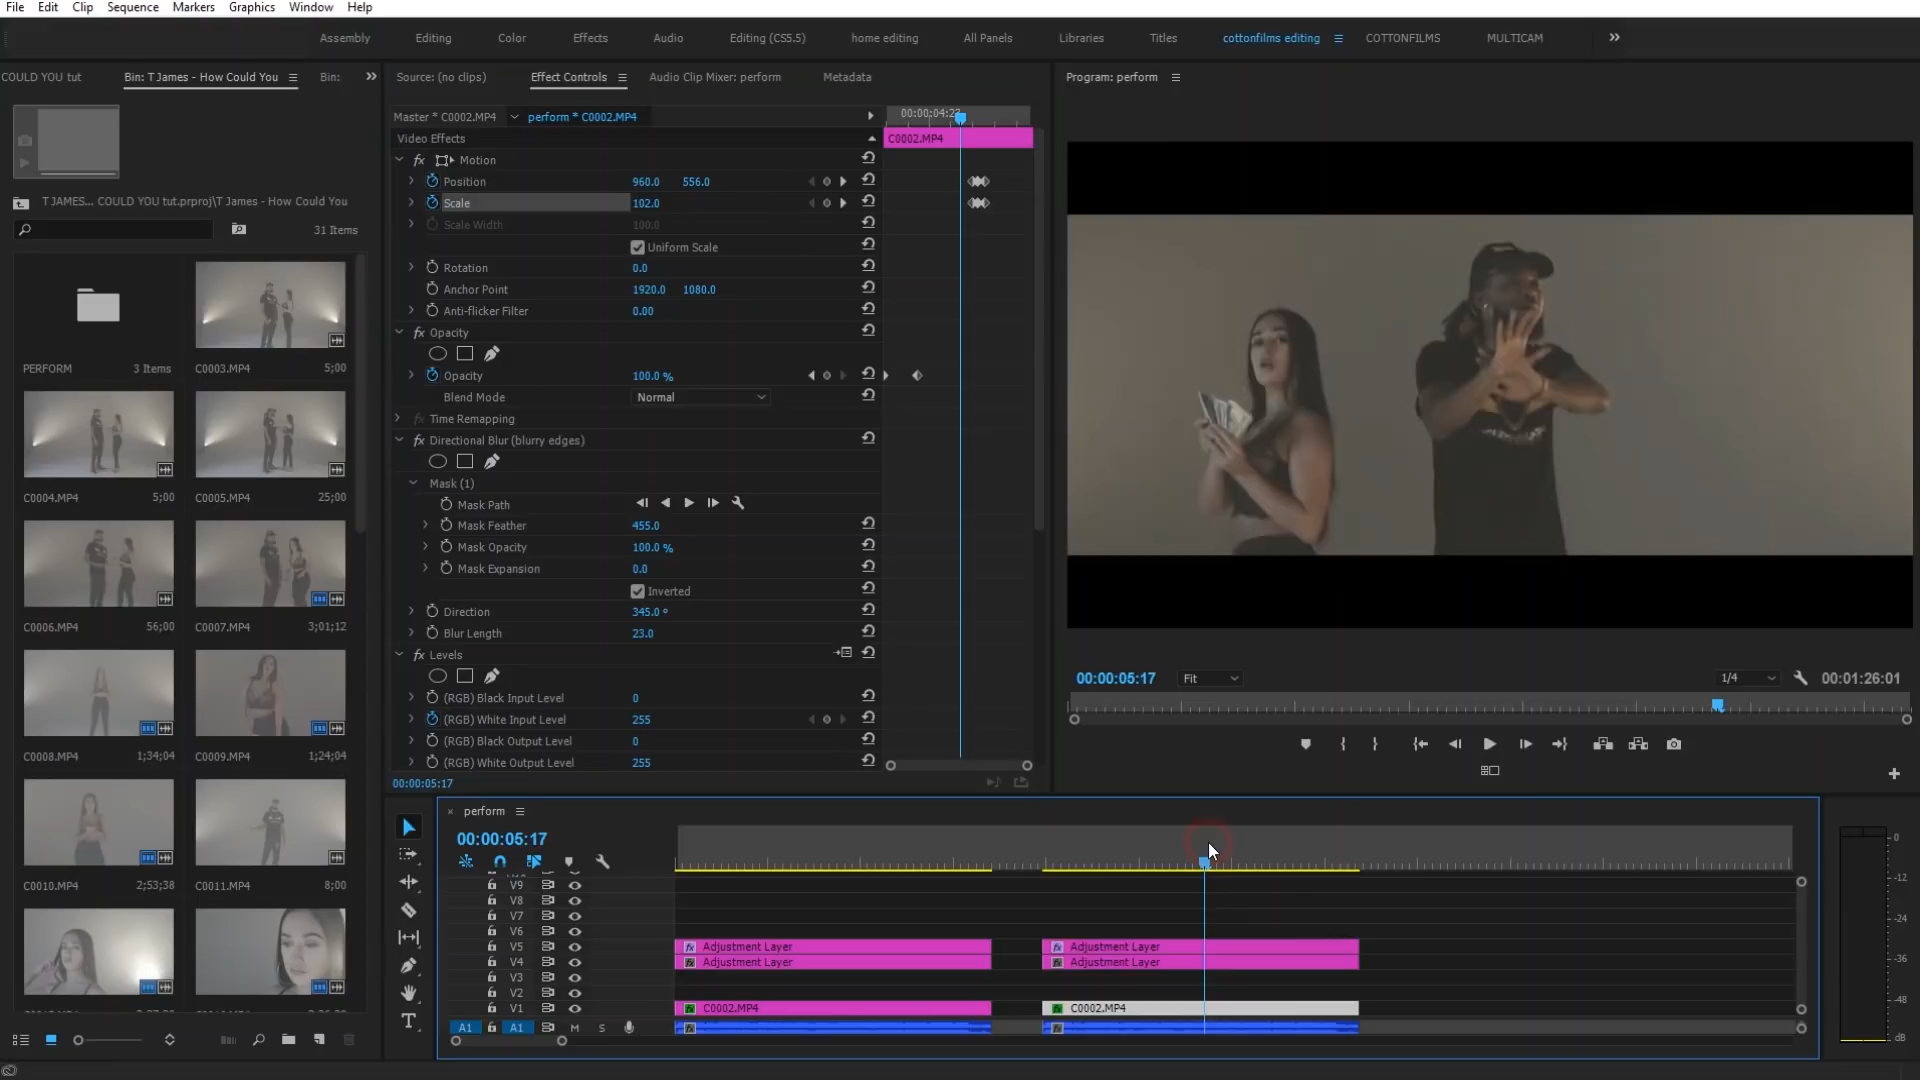 File Edit Clip Sequence Markers Graphics Window Help
Assembly Editing Color Effects Audio Editing (CS5.5) home editing All Panels Libraries Titles cottonfilms editing COTTONFILMS MULTICAM
COULD YOU tut Bin: T James - How Could You Bin:
Source: (no clips) Effect Controls Audio Clip Mixer: perform Metadata
Program: perform
Master * C0002.MP4 perform * C0002.MP4
Video Effects
C0002.MP4
fx Motion
Position 960.0 556.0
Scale 102.0
Scale Width 100.0
Uniform Scale
Rotation 0.0
Anchor Point 1920.0 1080.0
Anti-flicker Filter 0.00
fx Opacity
Opacity 100.0 %
Blend Mode Normal
fx Time Remapping
fx Directional Blur (blurry edges)
Mask (1)
Mask Path
Mask Feather 455.0
Mask Opacity 100.0 %
Mask Expansion 0.0
Inverted
Direction 345.0 °
Blur Length 23.0
fx Levels
(RGB) Black Input Level 0
(RGB) White Input Level 255
(RGB) Black Output Level 0
(RGB) White Output Level 255
00:00:05:17
T JAMES... COULD YOU tut.prproj\T James - How Could You
31 Items
PERFORM 3 Items
C0003.MP4 5;00
C0004.MP4 5;00
C0005.MP4 25;00
C0006.MP4 56;00
C0007.MP4 3;01;12
C0008.MP4 1;34;04
C0009.MP4 1;24;04
C0010.MP4 2;53;38
C0011.MP4 8;00
00:00:05:17 Fit 1/4 00:01:26:01
perform
00:00:05:17
V9
V8
V7
V6
V5 fx Adjustment Layer fx Adjustment Layer
V4 fx Adjustment Layer fx Adjustment Layer
V3
V2
V1 fx C0002.MP4 fx C0002.MP4
A1 A1 M S fx fx
0
-12
-24
-36
-48
dB